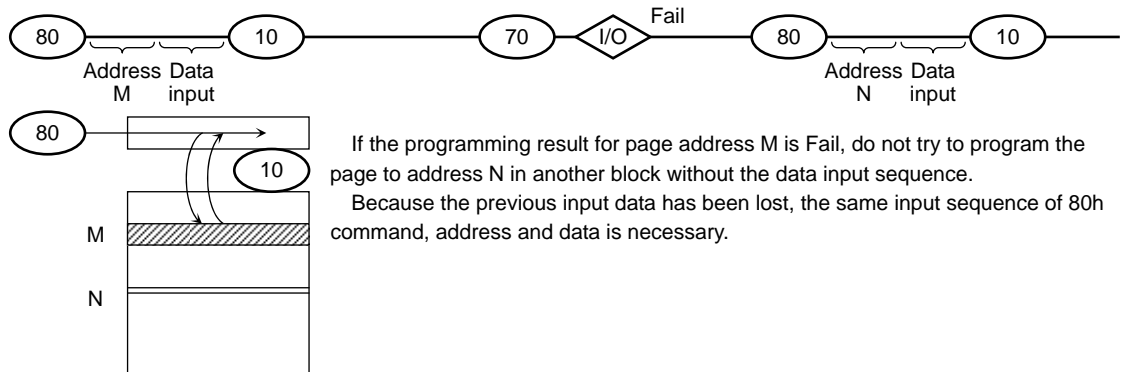 Fail
80 10 70 I/O 80 10
Address Data Address Data
M input N input
80
If the programming result for page address M is Fail, do not try to program the
10
page to address N in another block without the data input sequence.
Because the previous input data has been lost, the same input sequence of 80h
M
command, address and data is necessary.
N